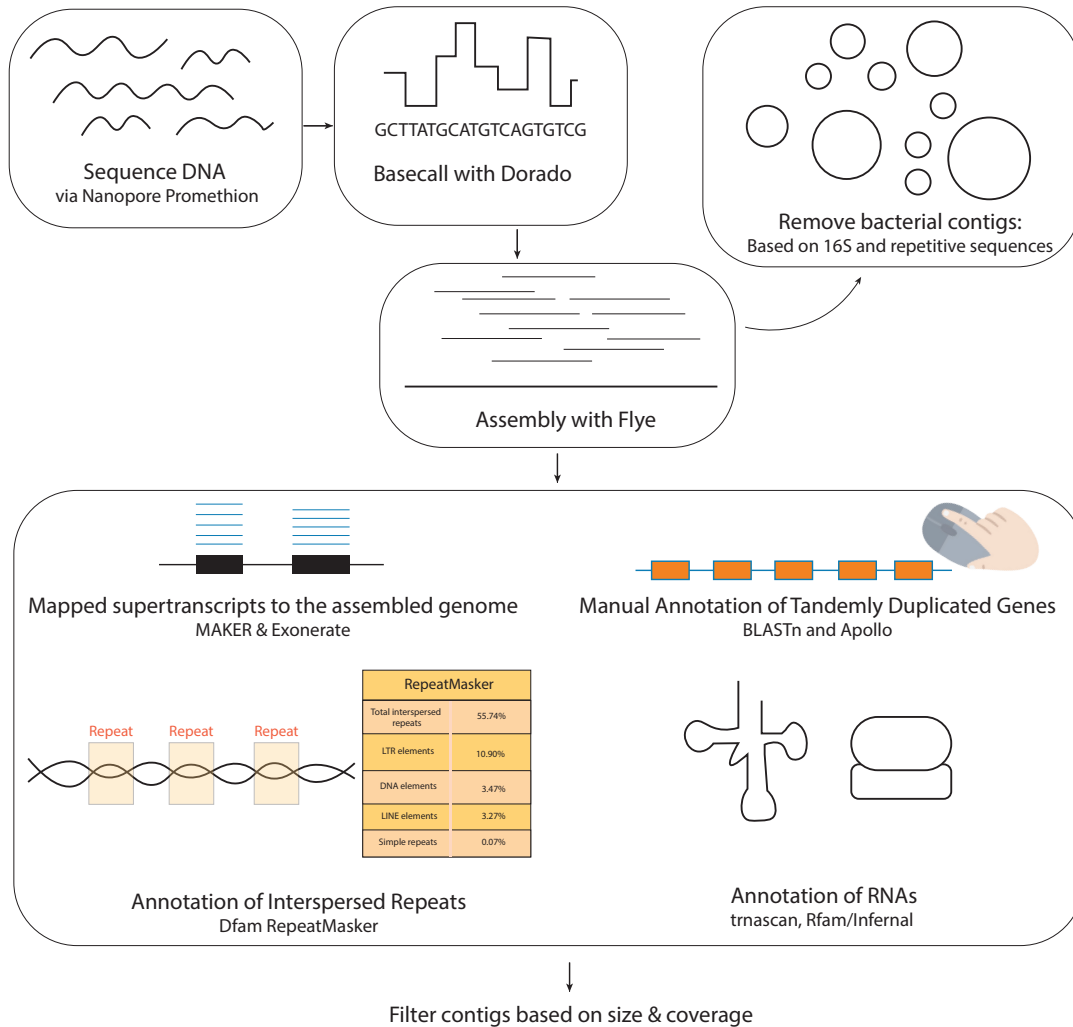 GCTTATGCATGTCAGTGTCG
Sequence DNA
via Nanopore Promethion
Basecall with Dorado
Remove bacterial contigs:
Based on 16S and repetitive sequences
Assembly with Flye
Mapped supertranscripts to the assembled genome
MAKER & Exonerate
Manual Annotation of Tandemly Duplicated Genes
BLASTn and Apollo
Repeat Repeat Repeat
RepeatMasker
Total interspersed
repeats 55.74%
LTR elements 10.90%
DNA elements 3.47%
LINE elements 3.27%
Simple repeats 0.07%
Annotation of Interspersed Repeats
Dfam RepeatMasker
Annotation of RNAs
trnascan, Rfam/Infernal
Filter contigs based on size & coverage